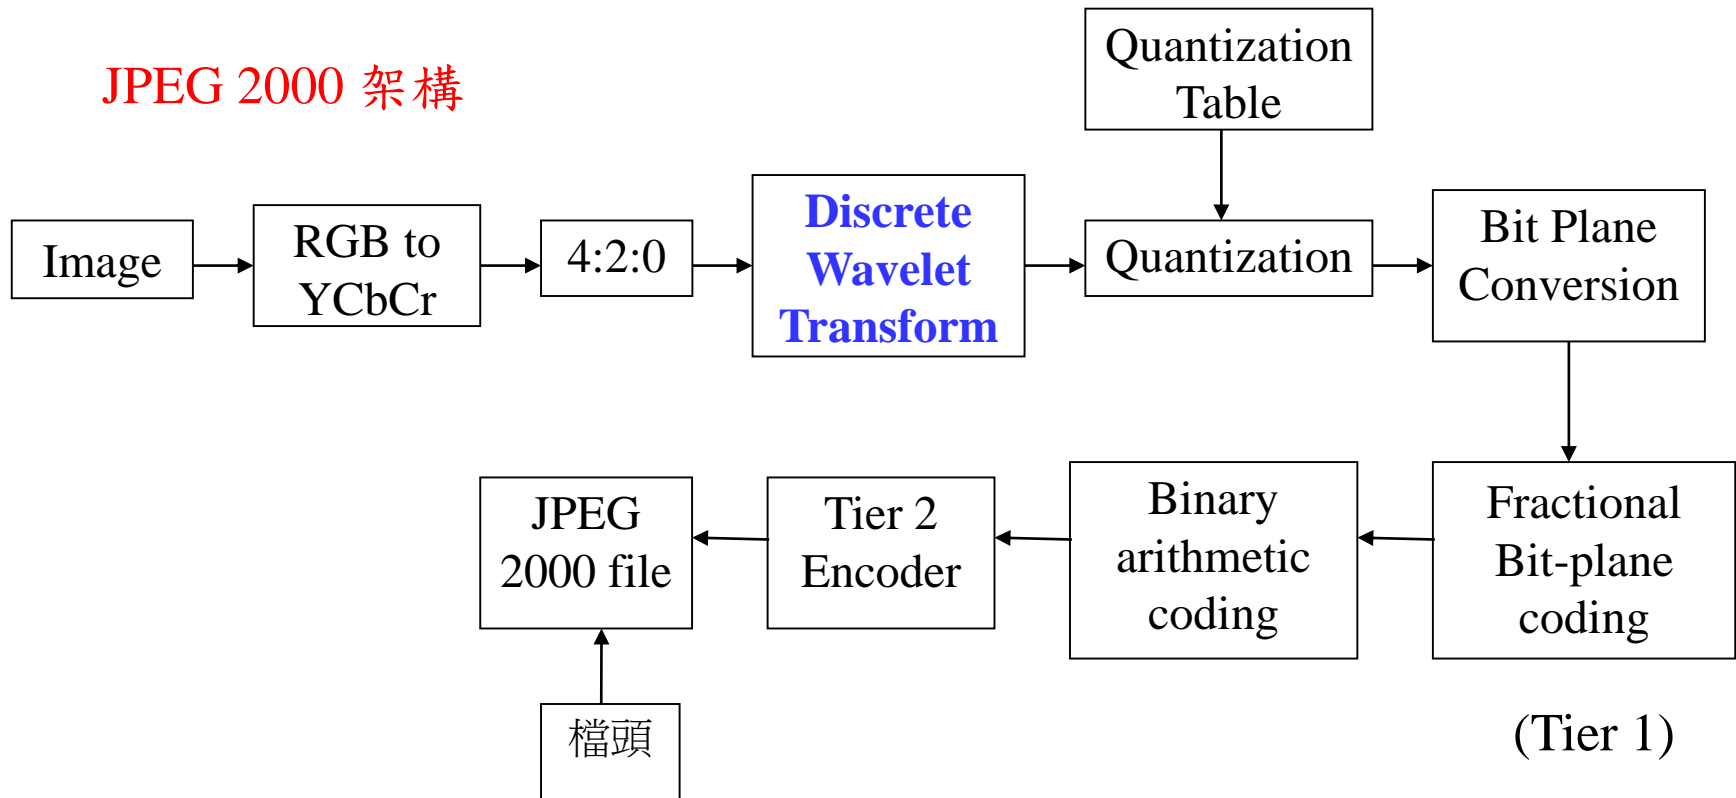 JPEG 2000 架構
Quantization
Table
Image
RGB to
YCbCr
4:2:0
Discrete
Wavelet
Transform
Quantization
Bit Plane
Conversion
JPEG
2000 file
Tier 2
Encoder
Binary
arithmetic
coding
Fractional
Bit-plane
coding
檔頭
(Tier 1)